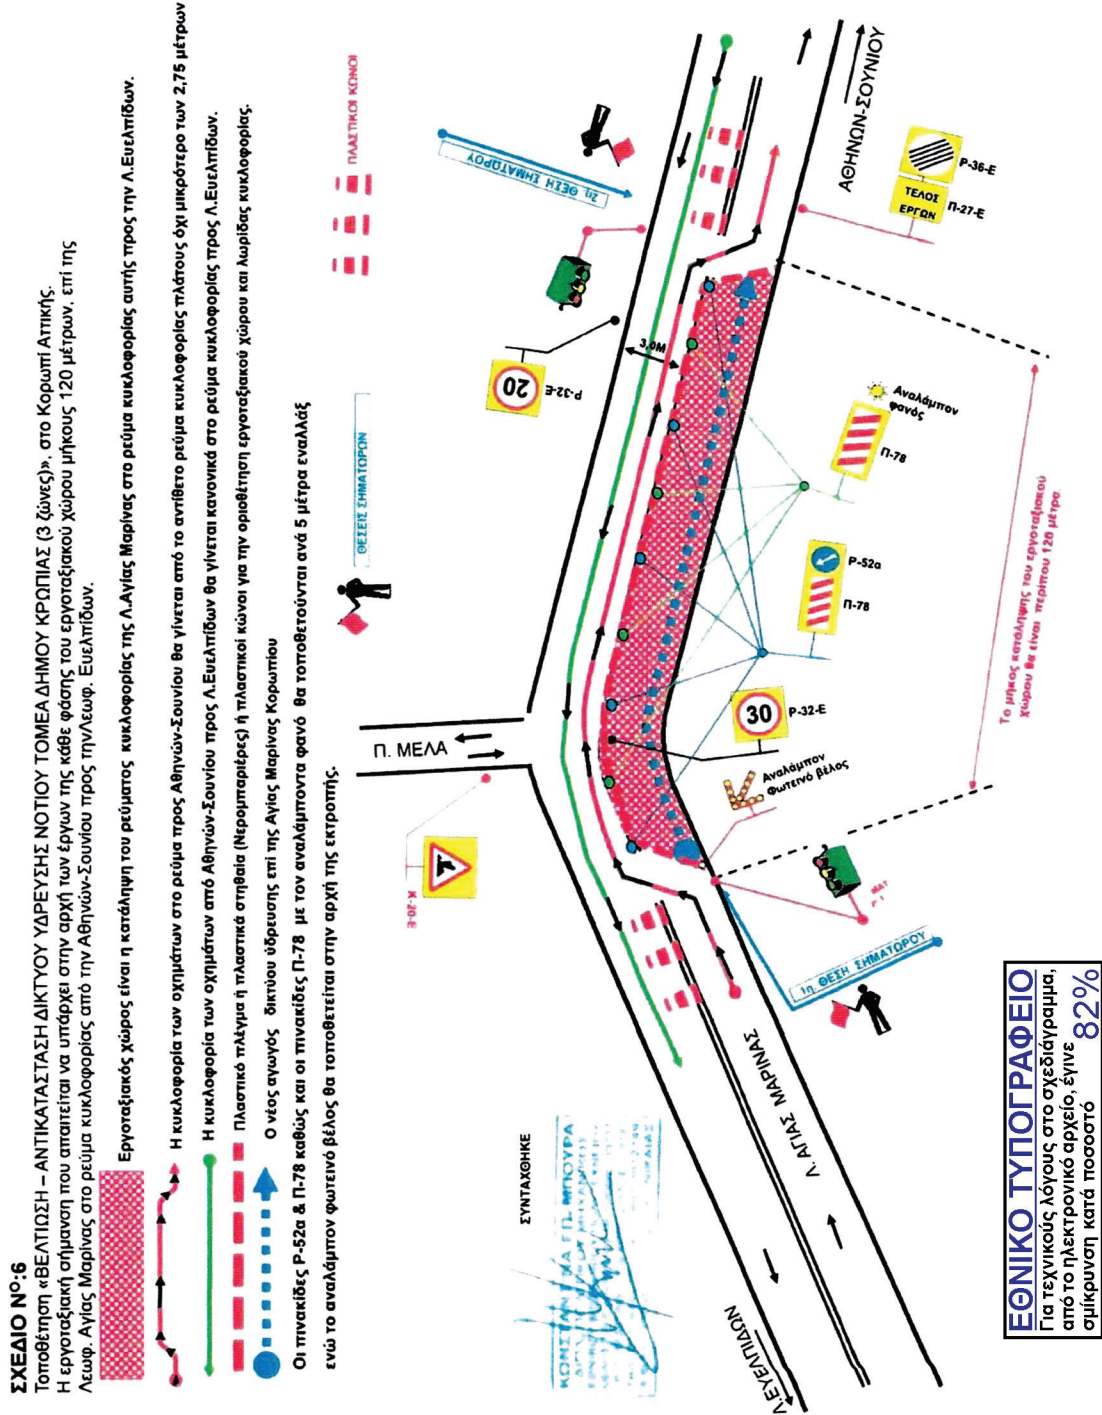 ΣΧΕΔΙΟ Νº:6
Τοποθέτηση «ΒΕΛΤΙΩΣΗ – ΑΝΤΙΚΑΤΑΣΤΑΣΗ ΔΙΚΤΥΟΥ ΥΔΡΕΥΣΗΣ ΝΟΤΙΟΥ ΤΟΜΕΑ ΔΗΜΟΥ ΚΡΩΠΙΑΣ (3 ζώνες)», στο Κορωπί Αττικής.
Η εργοταξιακή σήμανση που απαιτείται να υπάρχει στην αρχή των έργων της κάθε φάσης του εργοταξιακού χώρου μήκους 120 μέτρων, επί της
Λεωφ. Αγίας Μαρίνας στο ρεύμα κυκλοφορίας από την Αθηνών-Σουνίου προς την Λεωφ. Ευελπίδων.
Εργοταξιακός χώρος είναι η κατάληψη του ρεύματος κυκλοφορίας της Λ.Αγίας Μαρίνας στο ρεύμα κυκλοφορίας αυτής προς την Λ.Ευελπίδων.
Η κυκλοφορία των οχημάτων στο ρεύμα προς Αθηνών-Σουνίου θα γίνεται από το αντίθετο ρεύμα κυκλοφορίας πλάτους όχι μικρότερο των 2,75 μέτρων
Η κυκλοφορία των οχημάτων από Αθηνών-Σουνίου προς Λ.Ευελπίδων θα γίνεται κανονικά στο ρεύμα κυκλοφορίας προς Λ.Ευελπίδων.
Πλαστικό πλέγμα ή πλαστικά στηθαία (Νερομπαριέρες) ή πλαστικοί κώνοι για την οριοθέτηση εργοταξιακού χώρου και λωρίδας κυκλοφορίας.
Ο νέος αγωγός δικτύου ύδρευσης επί της Αγίας Μαρίνας Κορωπίου
Οι πινακίδες Ρ-52α & Π-78 καθώς και οι πινακίδες Π-78 με τον αναλάμποντα φανό θα τοποθετούνται ανά 5 μέτρα εναλλάξ
ενώ το αναλάμπον φωτεινό βέλος θα τοποθετείται στην αρχή της εκτροπής.
ΘΕΣΕΙΣ ΣΗΜΑΤΩΡΩΝ
ΠΛΑΣΤΙΚΟΙ ΚΩΝΟΙ
Κ-20-Ε
Π. ΜΕΛΑ
20
Ρ-32-Ε
2η. ΘΕΣΗ ΣΗΜΑΤΩΡΟΥ
3,0Μ
ΑΘΗΝΩΝ-ΣΟΥΝΙΟΥ
ΤΕΛΟΣ
ΕΡΓΩΝ
Ρ-36-Ε
Π-27-Ε
Αναλάμπον
φανός
Π-78
Ρ-52α
Π-78
30
Ρ-32-Ε
Αναλάμπον
Φωτεινό βέλος
Το μήκος κατάληψης του εργοταξιακού
χώρου θα είναι περίπου 120 μέτρα
1η. ΘΕΣΗ ΣΗΜΑΤΩΡΟΥ
Λ. ΑΓΙΑΣ ΜΑΡΙΝΑΣ
Λ.ΕΥΕΛΠΙΔΩΝ
ΣΥΝΤΑΧΘΗΚΕ
ΜΠΟΥΡΑ
ΕΘΝΙΚΟ ΤΥΠΟΓΡΑΦΕΙΟ
Για τεχνικούς λόγους στο σχεδιάγραμμα,
από το ηλεκτρονικό αρχείο, έγινε
σμίκρυνση κατά ποσοστό 82%